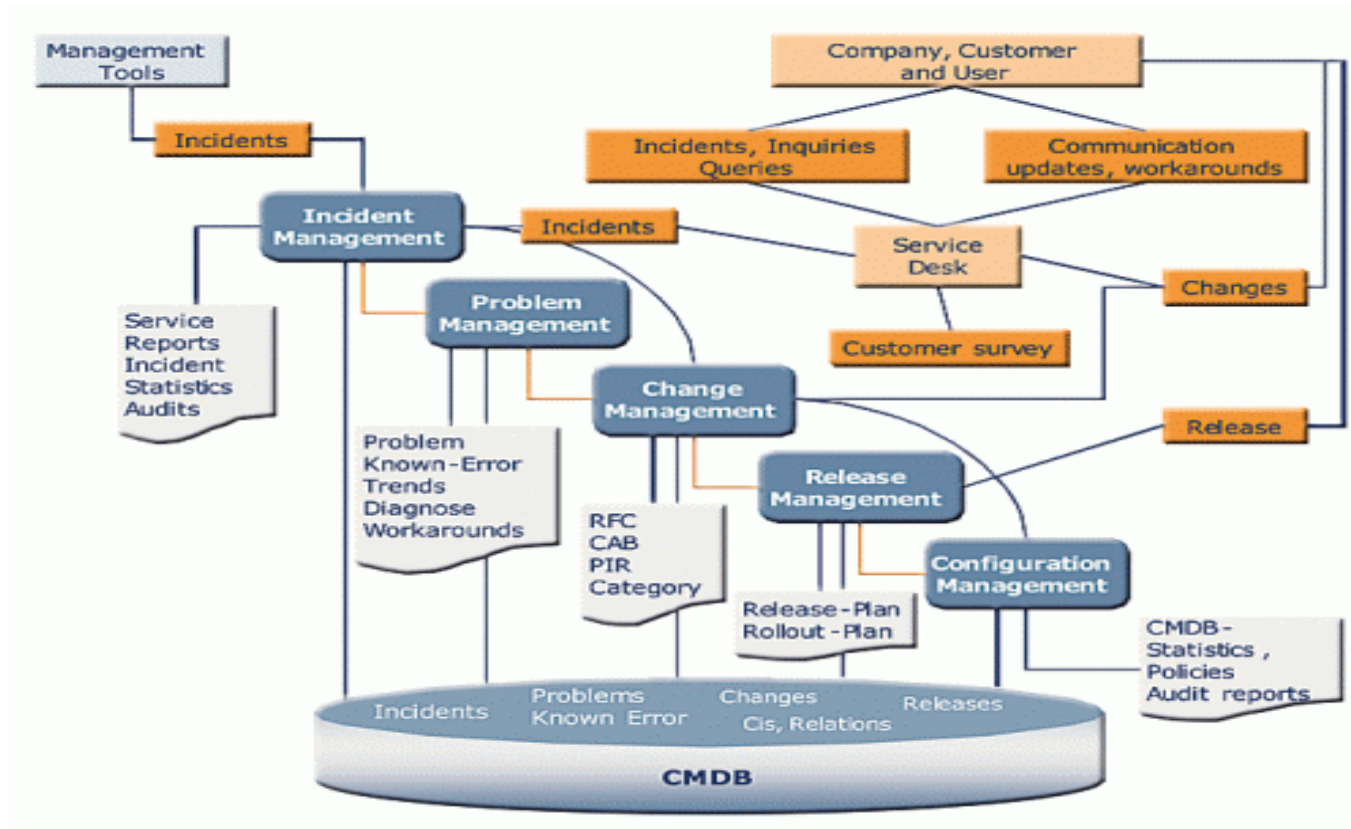 Management
Tools
Company, Customer
and User
Incidents
Incidents, Inquiries
Queries
Communication
updates, workarounds
Incident
Management
Incidents
Service
Desk
Changes
Problem
Management
Service
Reports
Incident
Statistics
Audits
Customer survey
Change
Management
Release
Problem
Known-Error
Trends
Diagnose
Workarounds
Release
Management
RFC
CAB
PIR
Category
Configuration
Management
Release-Plan
Rollout-Plan
CMDB-
Statistics ,
Policies
Audit reports
Incidents
Problems
Known Error
Changes
Cis, Relations
Releases
CMDB